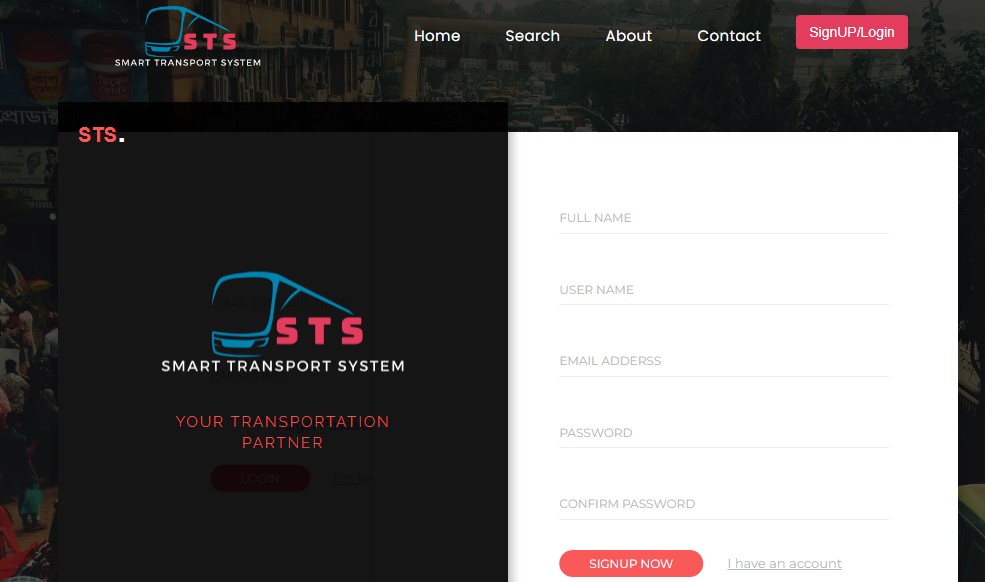 STS
SMART TRANSPORT SYSTEM
Home
Search
About
Contact
SignUP/Login
STS.
STS
SMART TRANSPORT SYSTEM
YOUR TRANSPORTATION
PARTNER
LOGIN
FULL NAME
USER NAME
EMAIL ADDERSS
PASSWORD
CONFIRM PASSWORD
SIGNUP NOW
I have an account